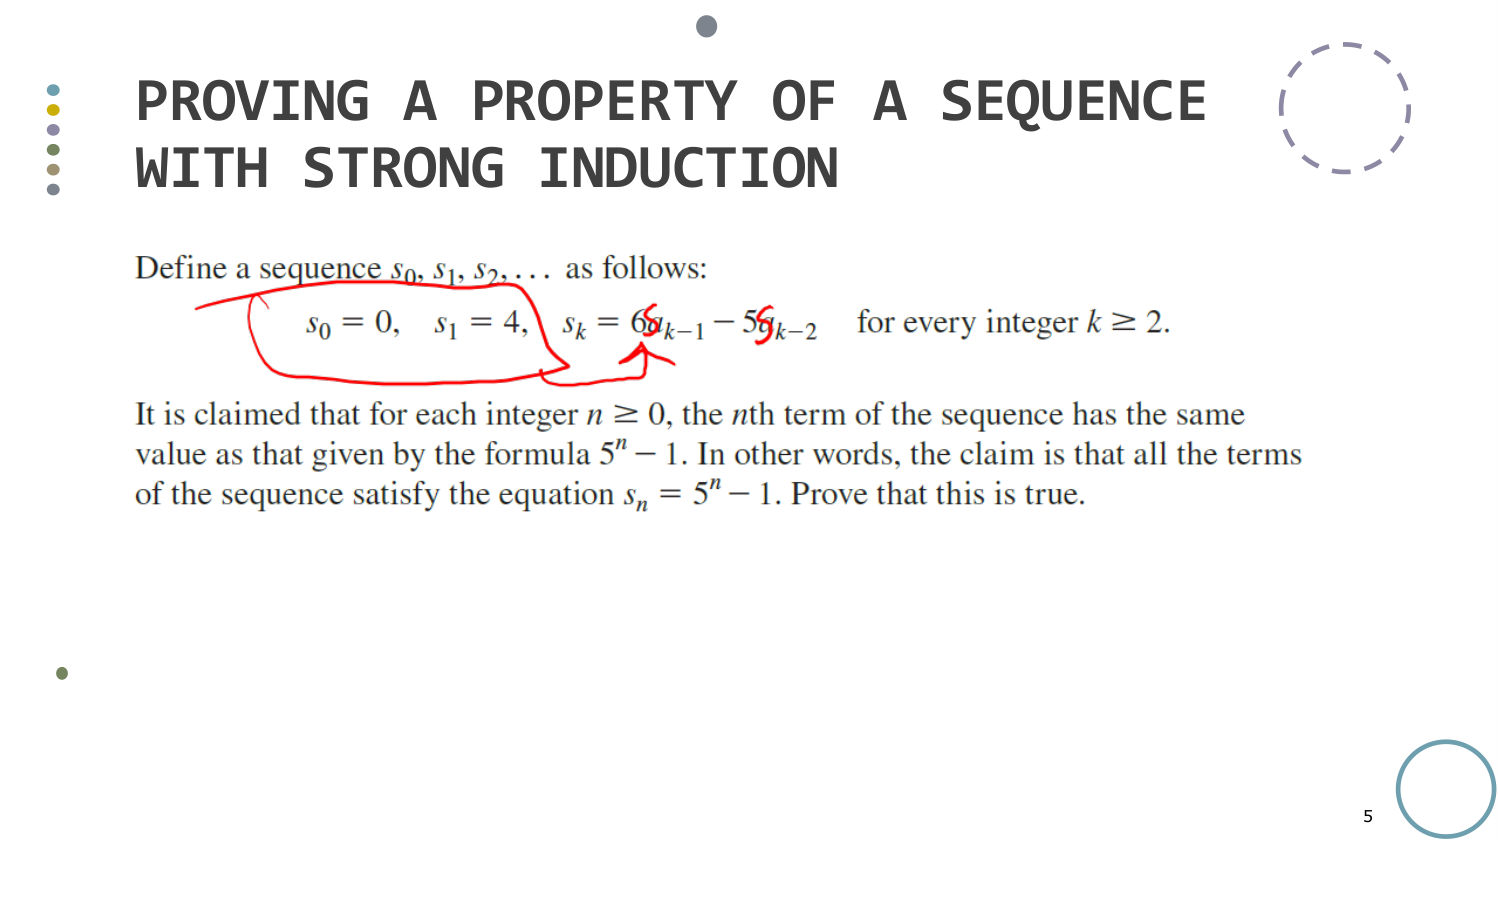 PROVING A PROPERTY OF A SEQUENCE
WITH STRONG INDUCTION
Define a sequence s₀, s₁, s₂, . . . as follows:
s₀ = 0, s₁ = 4, sₖ = 6sₖ₋₁ − 5sₖ₋₂ for every integer k ≥ 2.
It is claimed that for each integer n ≥ 0, the nth term of the sequence has the same
value as that given by the formula 5ⁿ − 1. In other words, the claim is that all the terms
of the sequence satisfy the equation sₙ = 5ⁿ − 1. Prove that this is true.
5